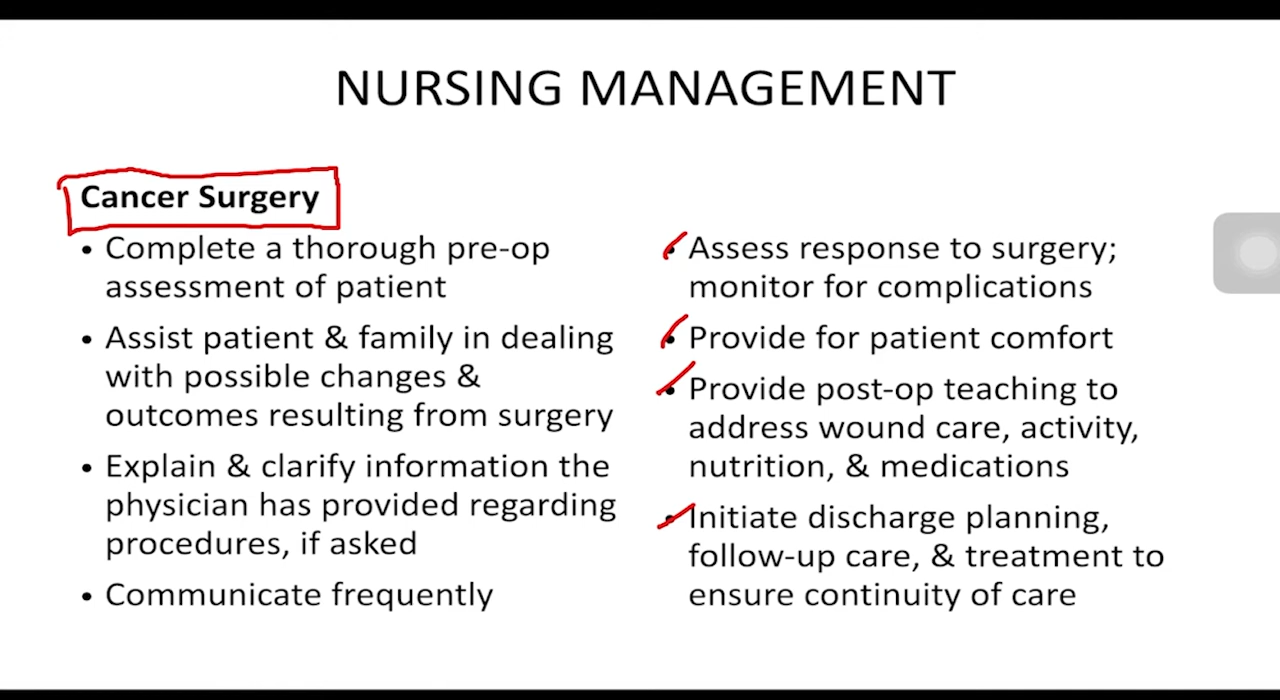 NURSING MANAGEMENT
Cancer Surgery
• Complete a thorough pre-op
assessment of patient
• Assist patient & family in dealing
with possible changes &
outcomes resulting from surgery
• Explain & clarify information the
physician has provided regarding
procedures, if asked
• Communicate frequently
• Assess response to surgery;
monitor for complications
• Provide for patient comfort
• Provide post-op teaching to
address wound care, activity,
nutrition, & medications
• Initiate discharge planning,
follow-up care, & treatment to
ensure continuity of care